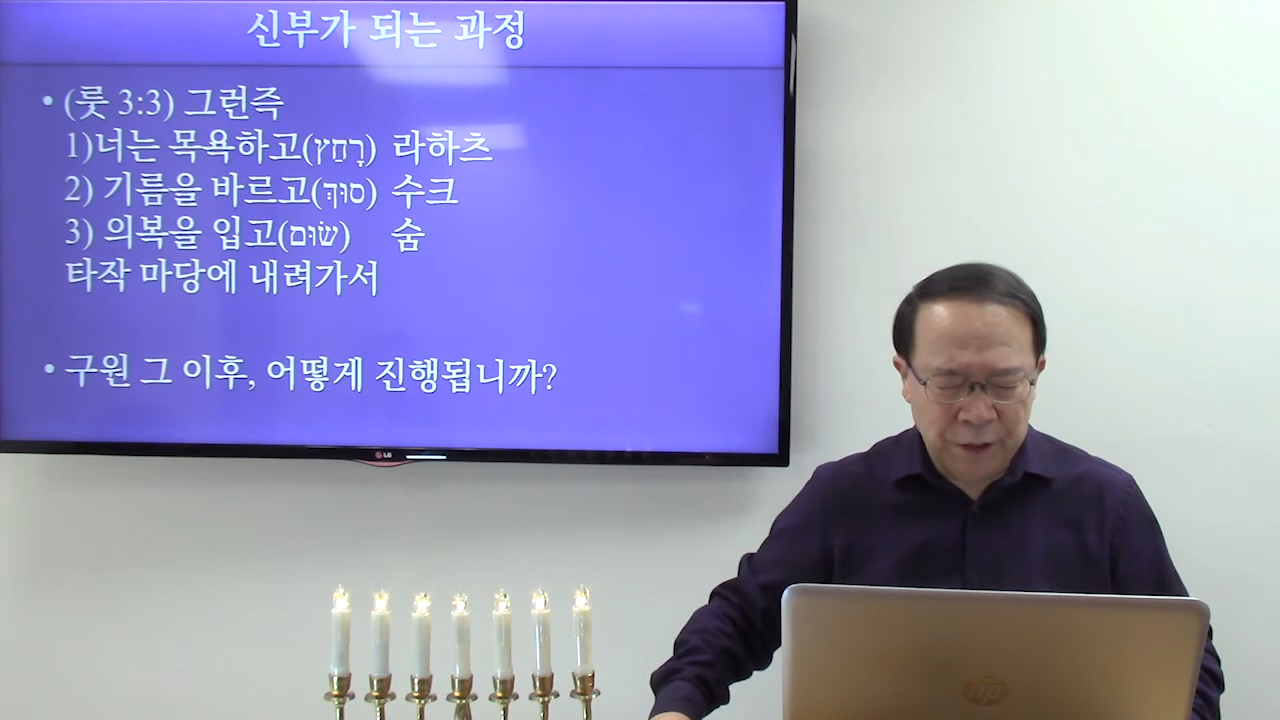 신부가 되는 과정
• (룻 3:3) 그런즉
1)너는 목욕하고(רָחַץ) 라하츠
2) 기름을 바르고(סוּךְ) 수크
3) 의복을 입고(שׂוּם) 숨
타작 마당에 내려가서
• 구원 그 이후, 어떻게 진행됩니까?
LG
hp